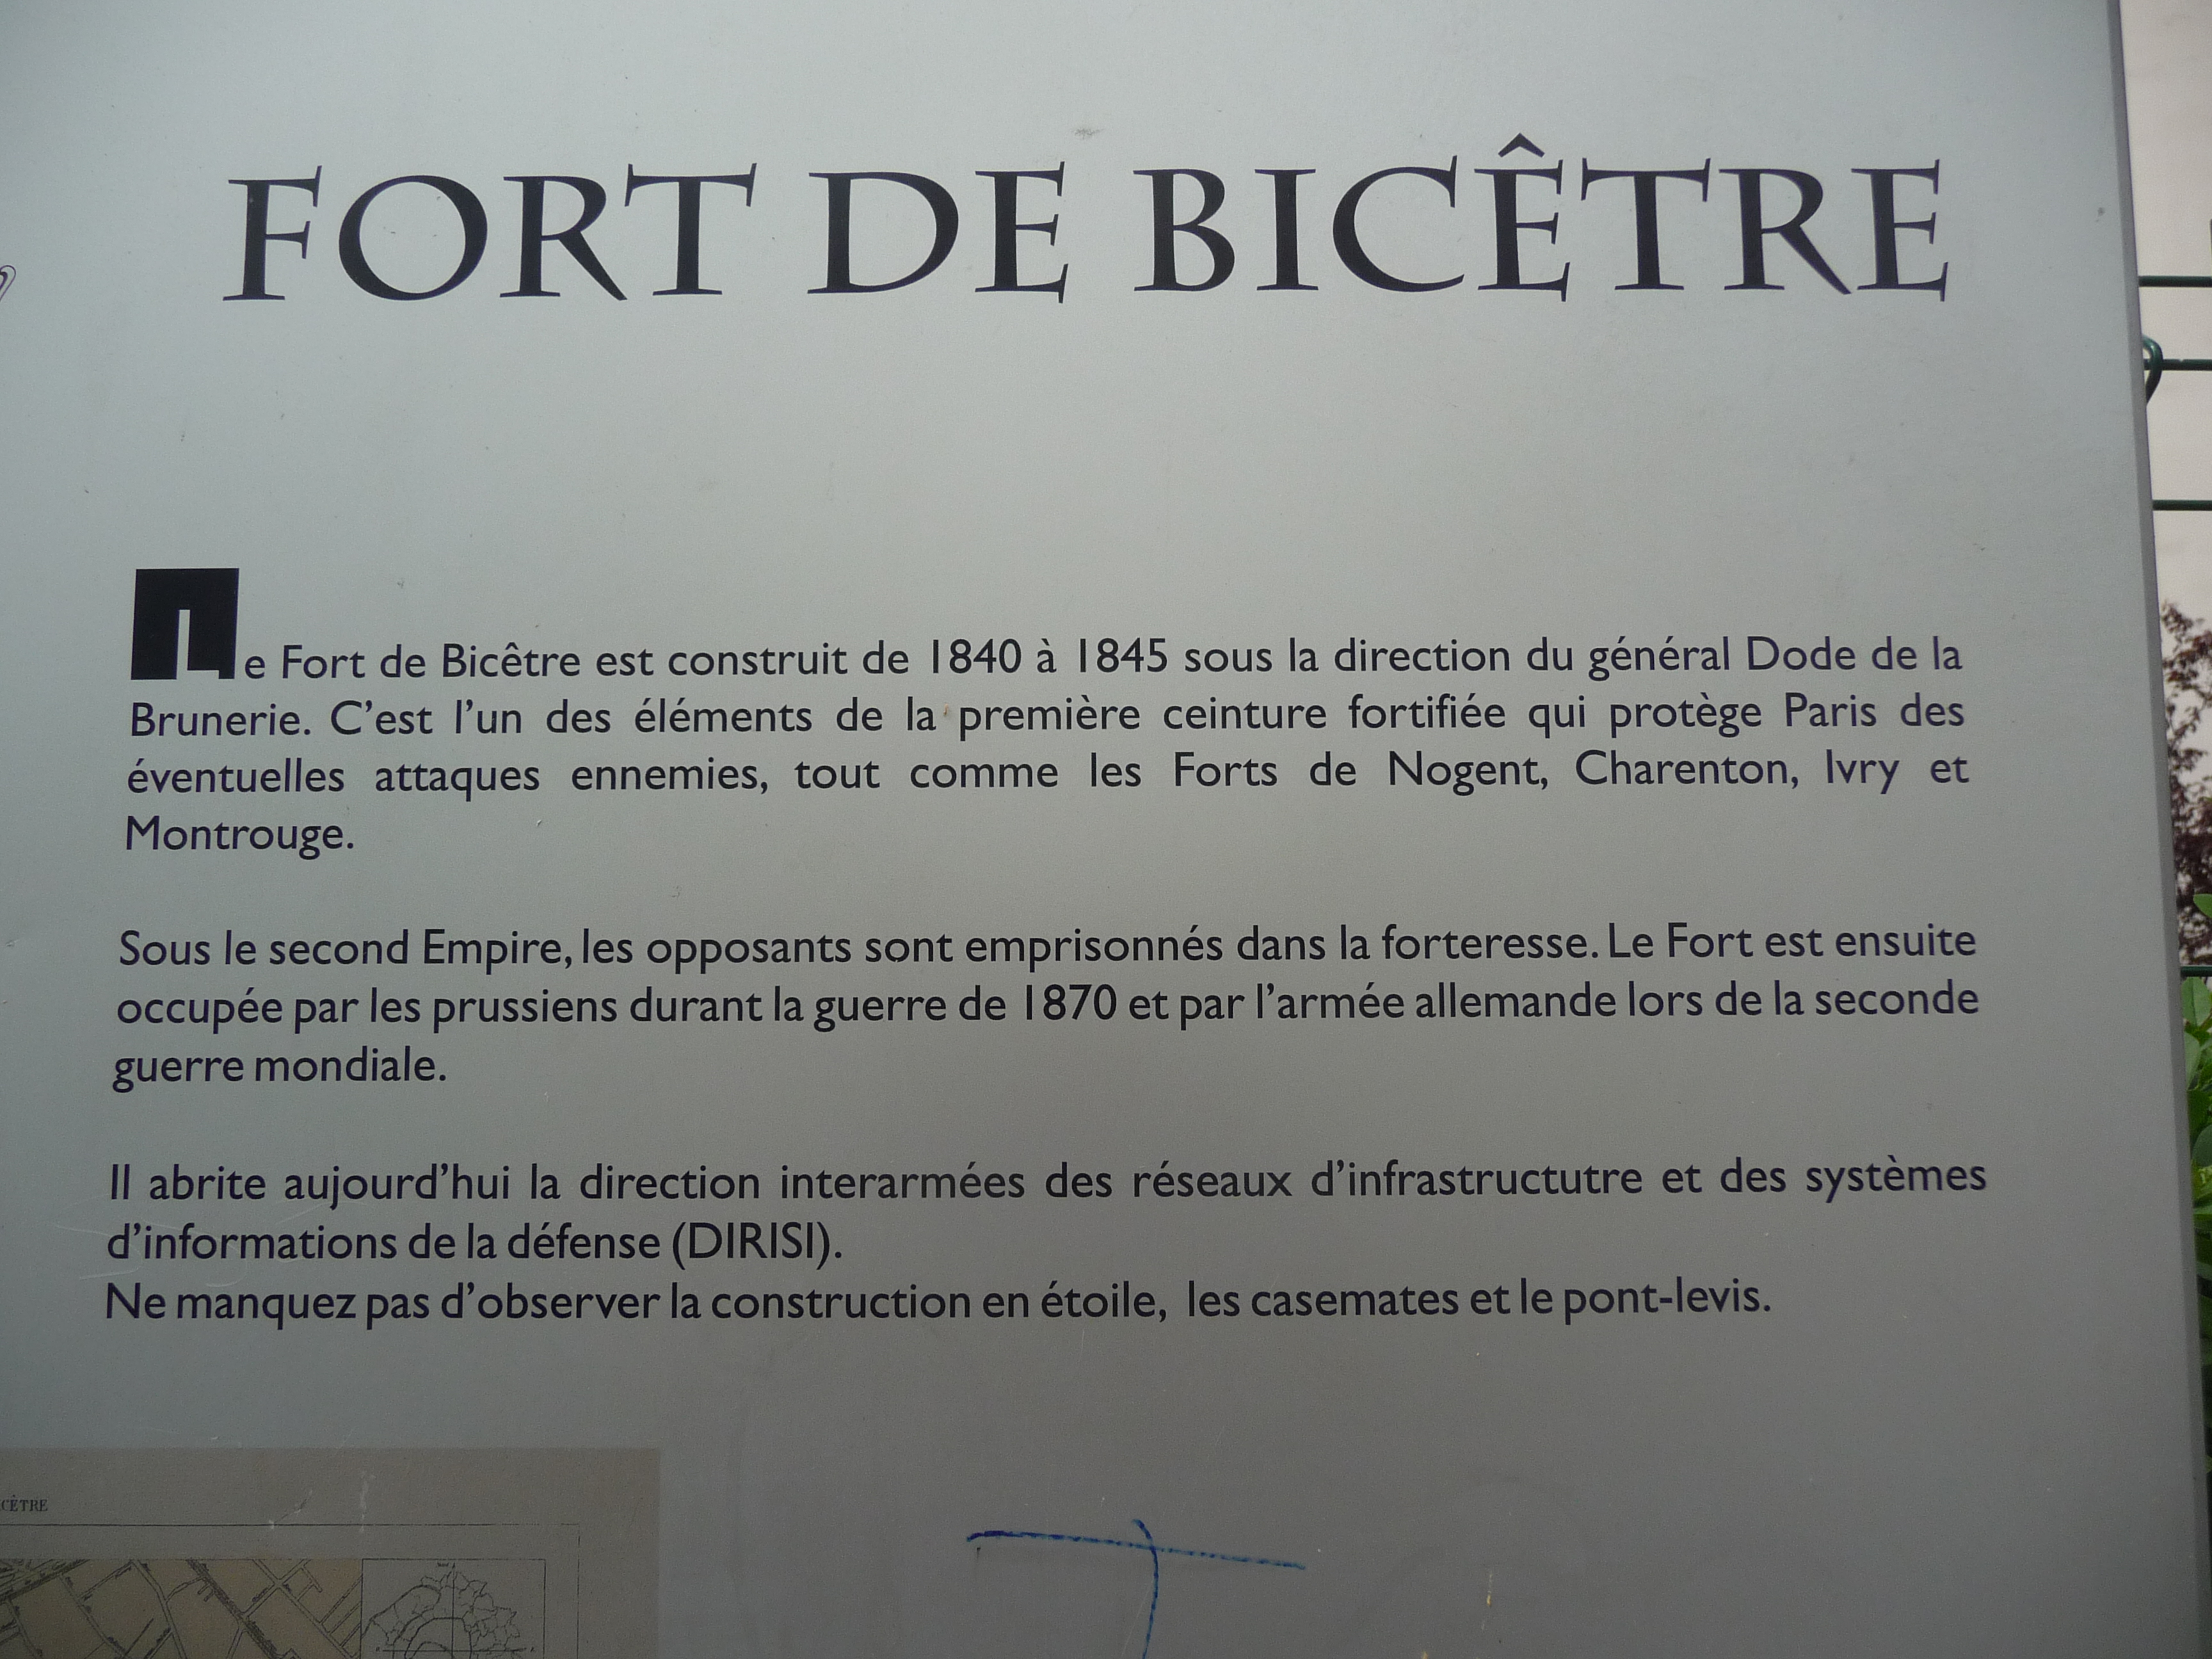 FORT DE BICÊTRE
Le Fort de Bicêtre est construit de 1840 à 1845 sous la direction du général Dode de la
Brunerie. C'est l'un des éléments de la première ceinture fortifiée qui protège Paris des
éventuelles attaques ennemies, tout comme les Forts de Nogent, Charenton, Ivry et
Montrouge.
Sous le second Empire, les opposants sont emprisonnés dans la forteresse. Le Fort est ensuite
occupée par les prussiens durant la guerre de 1870 et par l'armée allemande lors de la seconde
guerre mondiale.
Il abrite aujourd'hui la direction interarmées des réseaux d'infrastructutre et des systèmes
d'informations de la défense (DIRISI).
Ne manquez pas d'observer la construction en étoile, les casemates et le pont-levis.
CÊTRE